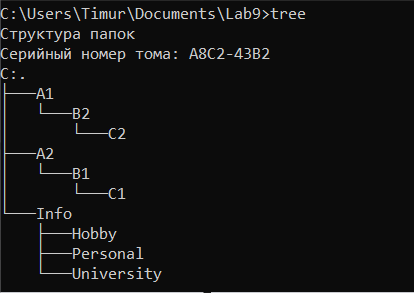 C:\Users\Timur\Documents\Lab9>tree
Структура папок
Серийный номер тома: A8C2-43B2
C:.
├───A1
│   └───B2
│       └───C2
├───A2
│   └───B1
│       └───C1
└───Info
    ├───Hobby
    ├───Personal
    └───University